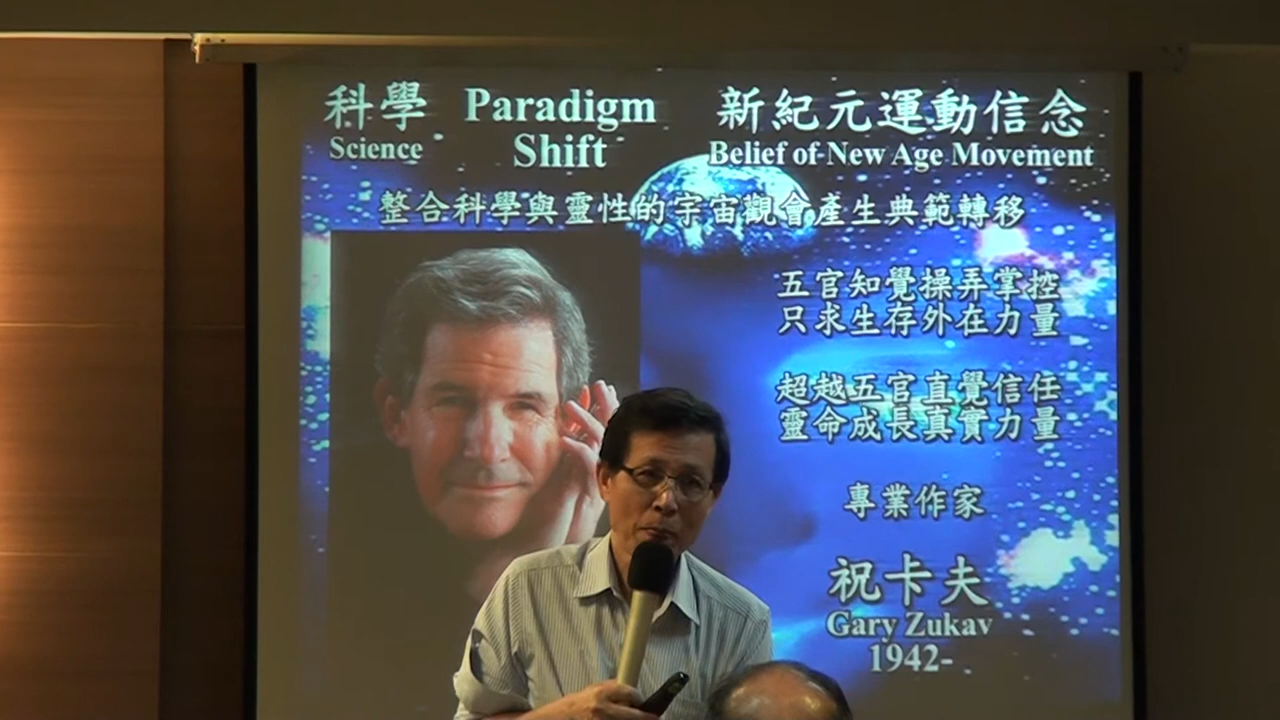 科學 Paradigm 新紀元運動信念
Science Shift Belief of New Age Movement
整合科學與靈性的宇宙觀會產生典範轉移
五官知覺操弄掌控
只求生存外在力量
超越五官直覺信任
靈命成長真實力量
專業作家
祝卡夫
Gary Zukav
1942-